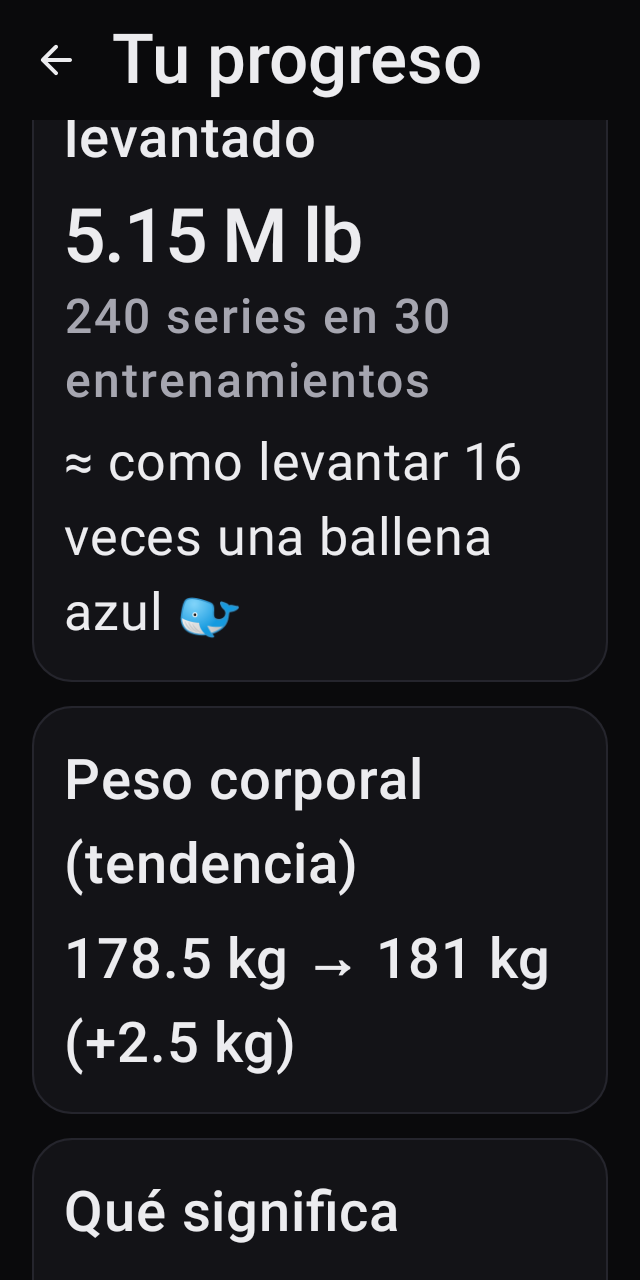 Tu progreso
levantado
5.15 M lb
240 series en 30
entrenamientos
≈ como levantar 16
veces una ballena
azul 🐳
Peso corporal
(tendencia)
178.5 kg → 181 kg
(+2.5 kg)
Qué significa